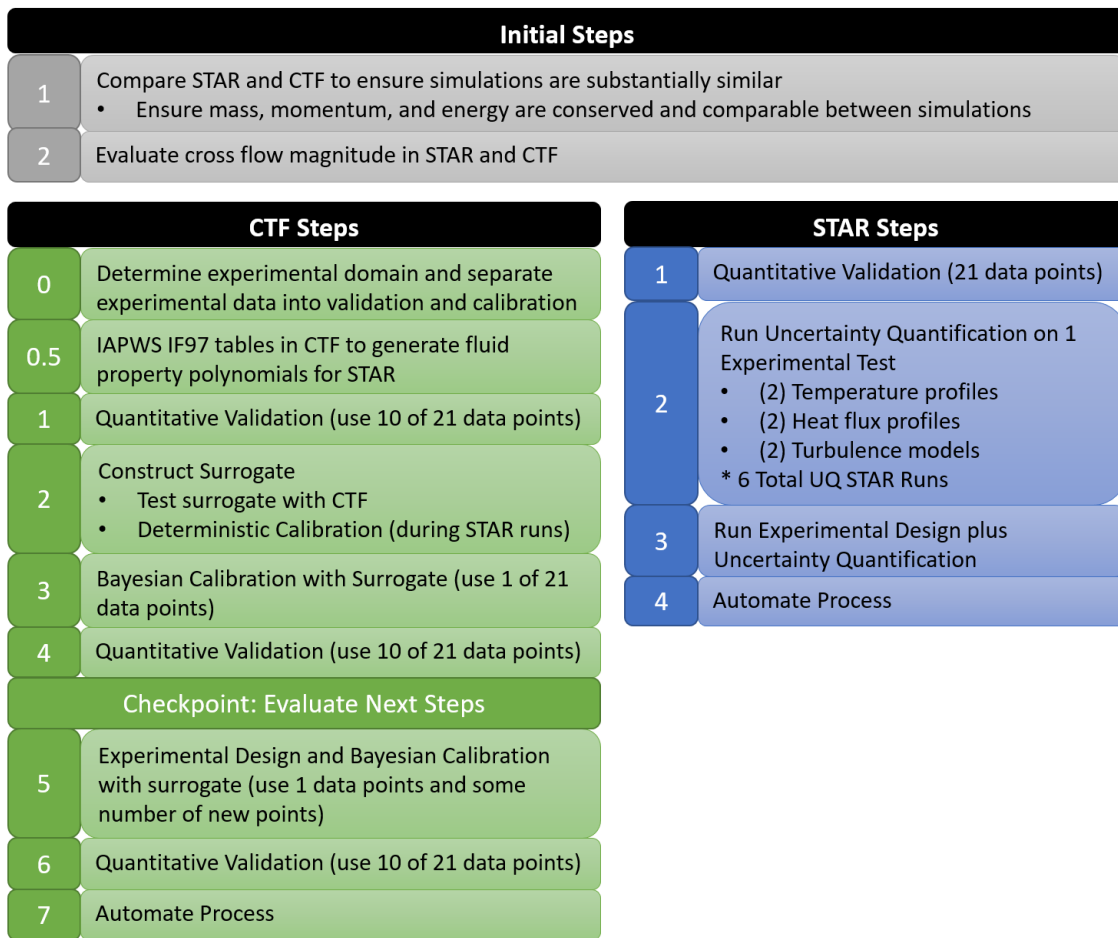 Initial Steps
1
Compare STAR and CTF to ensure simulations are substantially similar
• Ensure mass, momentum, and energy are conserved and comparable between simulations
2
Evaluate cross flow magnitude in STAR and CTF
CTF Steps
0
Determine experimental domain and separate
experimental data into validation and calibration
0.5
IAPWS IF97 tables in CTF to generate fluid
property polynomials for STAR
1
Quantitative Validation (use 10 of 21 data points)
2
Construct Surrogate
• Test surrogate with CTF
• Deterministic Calibration (during STAR runs)
3
Bayesian Calibration with Surrogate (use 1 of 21
data points)
4
Quantitative Validation (use 10 of 21 data points)
Checkpoint: Evaluate Next Steps
5
Experimental Design and Bayesian Calibration
with surrogate (use 1 data points and some
number of new points)
6
Quantitative Validation (use 10 of 21 data points)
7
Automate Process
STAR Steps
1
Quantitative Validation (21 data points)
2
Run Uncertainty Quantification on 1
Experimental Test
• (2) Temperature profiles
• (2) Heat flux profiles
• (2) Turbulence models
* 6 Total UQ STAR Runs
3
Run Experimental Design plus
Uncertainty Quantification
4
Automate Process